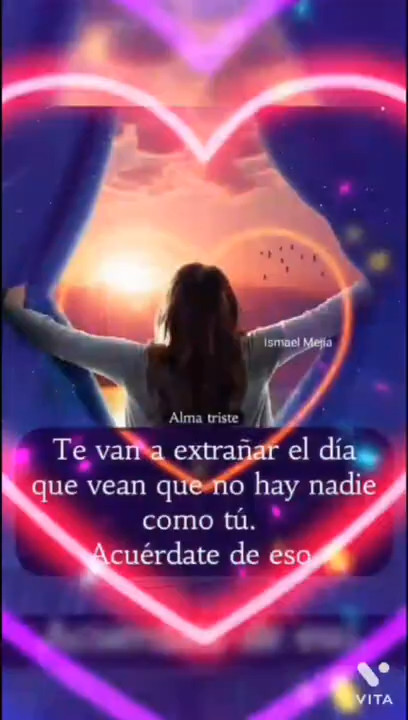 Ismael Mejía
Alma triste
Te van a extrañar el día
que vean que no hay nadie
como tú.
Acuérdate de eso
VITA